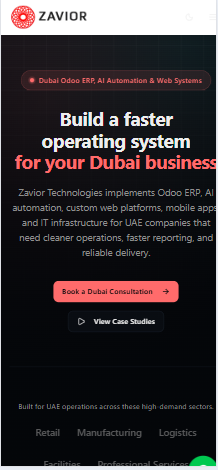 ZAVIOR
Dubai Odoo ERP, AI Automation & Web Systems
Build a faster
operating system
for your Dubai business
Zavior Technologies implements Odoo ERP, AI
automation, custom web platforms, mobile apps
and IT infrastructure for UAE companies that
need cleaner operations, faster reporting, and
reliable delivery.
Book a Dubai Consultation
View Case Studies
Built for UAE operations across these high-demand sectors.
Retail Manufacturing Logistics
Facilities Professional Services